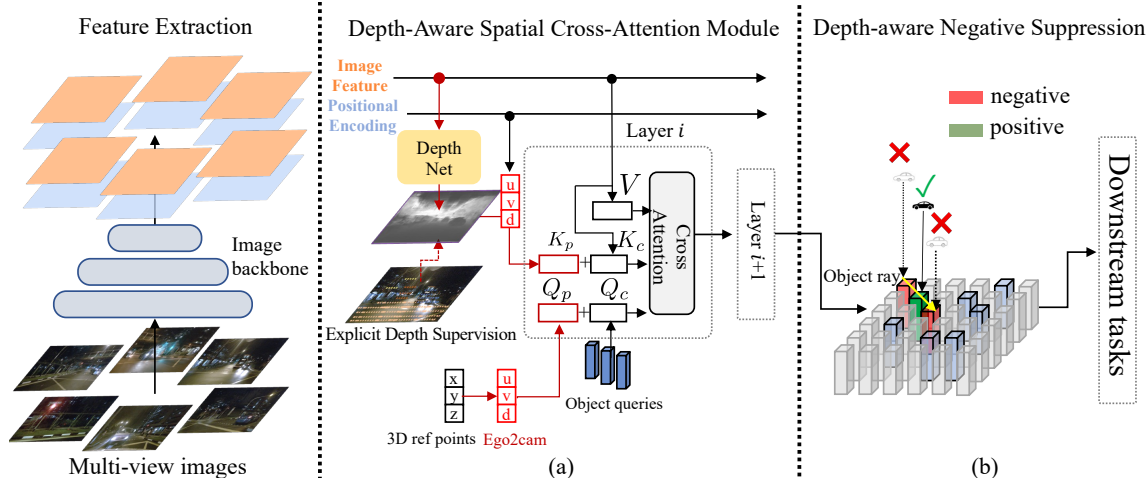 Feature Extraction
Image
backbone
Multi-view images
Depth-Aware Spatial Cross-Attention Module
Image
Feature
Positional
Encoding
Depth
Net
u
v
d
Layer i
V
K_p
+
K_c
Q_p
+
Q_c
Cross
Attention
Layer i+1
Explicit Depth Supervision
x
y
z
u
v
d
3D ref points
Ego2cam
Object queries
(a)
Depth-aware Negative Suppression
negative
positive
Object ray
Downstream tasks
(b)